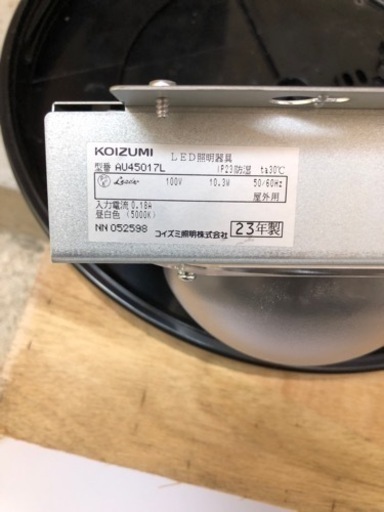 KOIZUMI LED照明器具
型番 AU45017L IP23防湿 ta30℃
100V 10.3W 50/60Hz
入力電流 0.18A 屋外用
昼白色 (5000K)
NN 052598 コイズミ照明株式会社 23年製